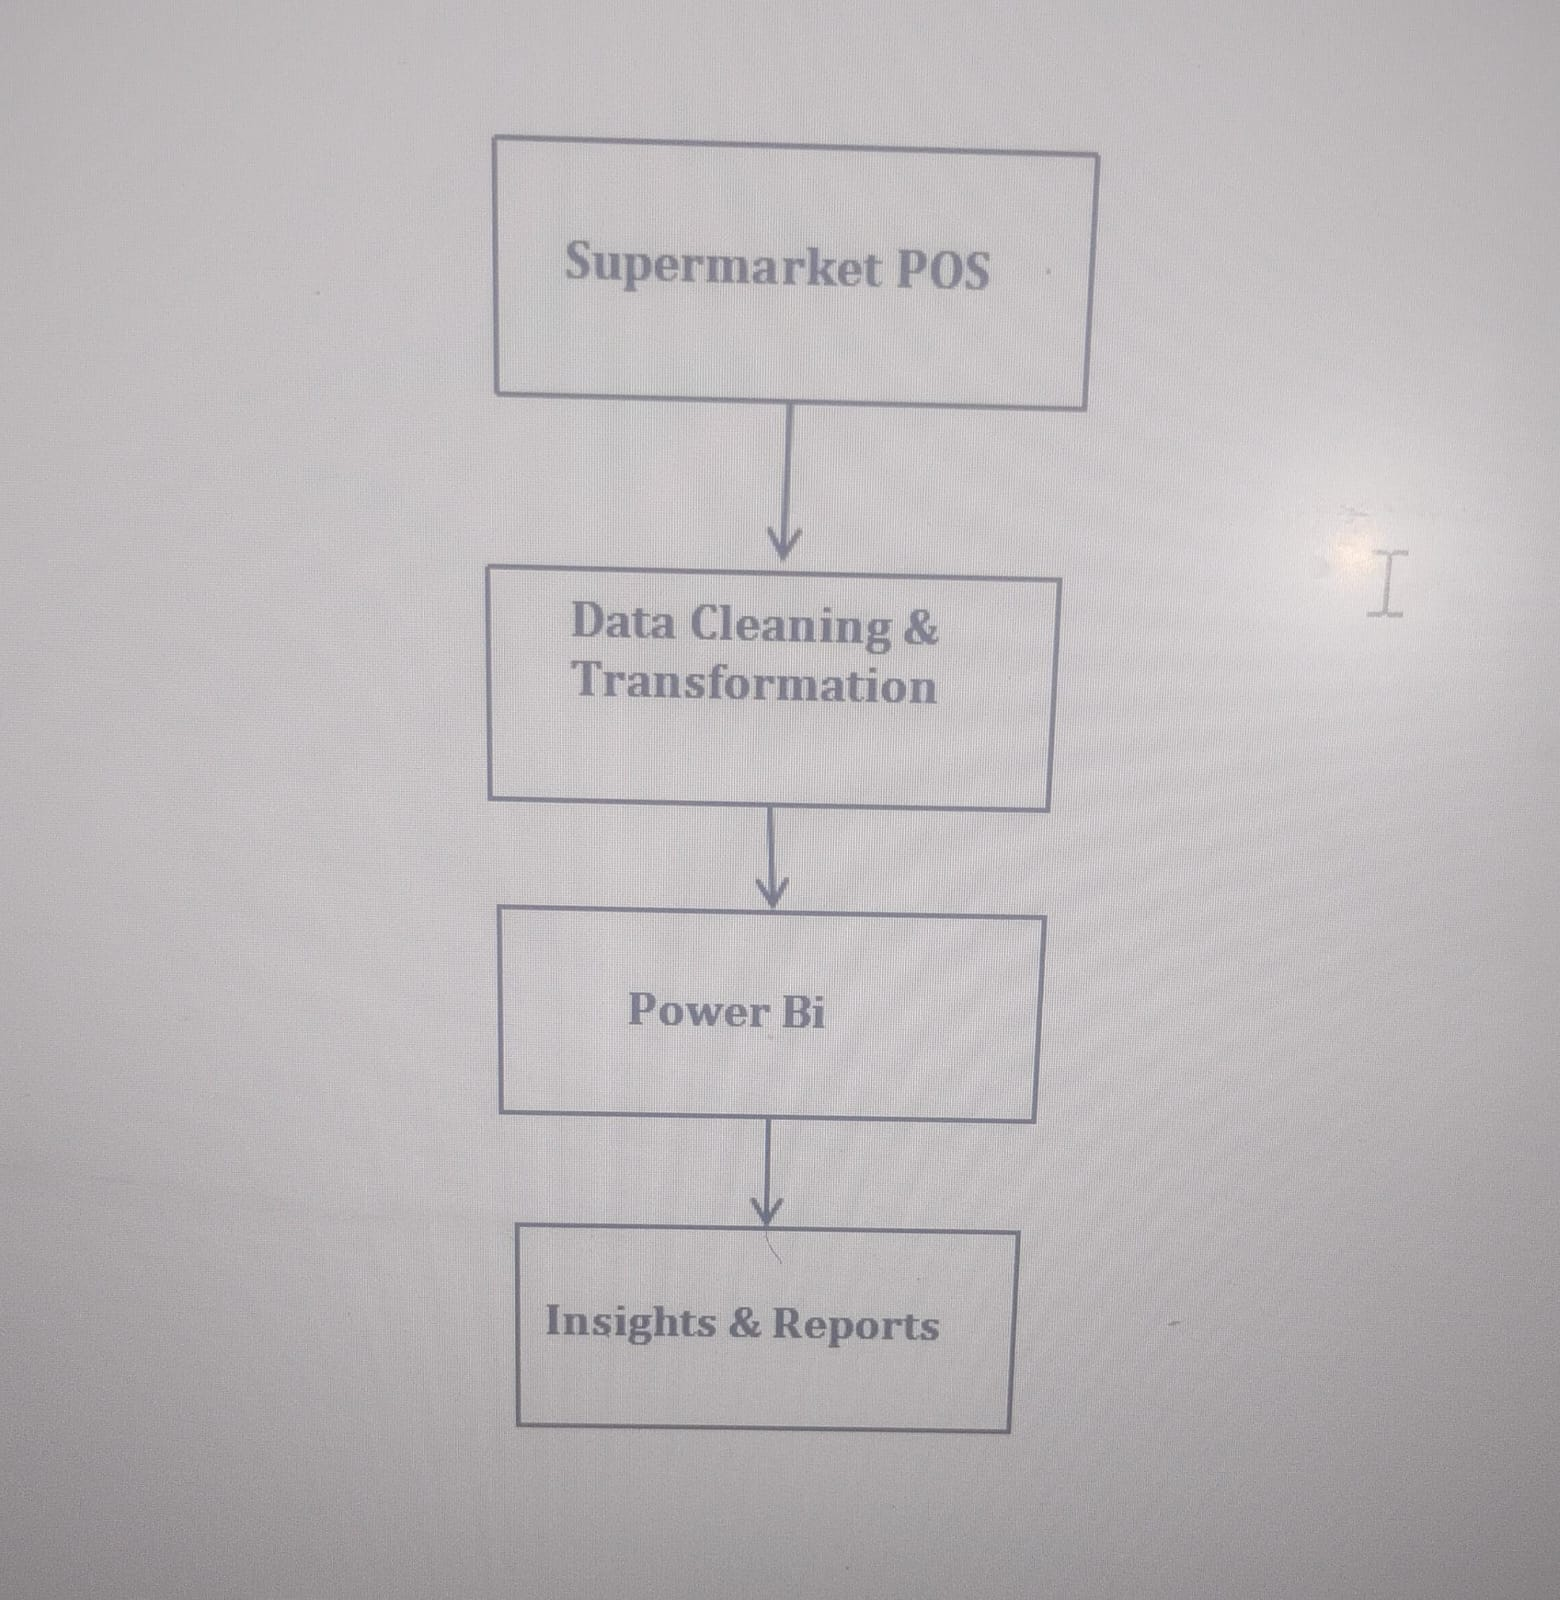 Supermarket POS
Data Cleaning &
Transformation
Power Bi
Insights & Reports